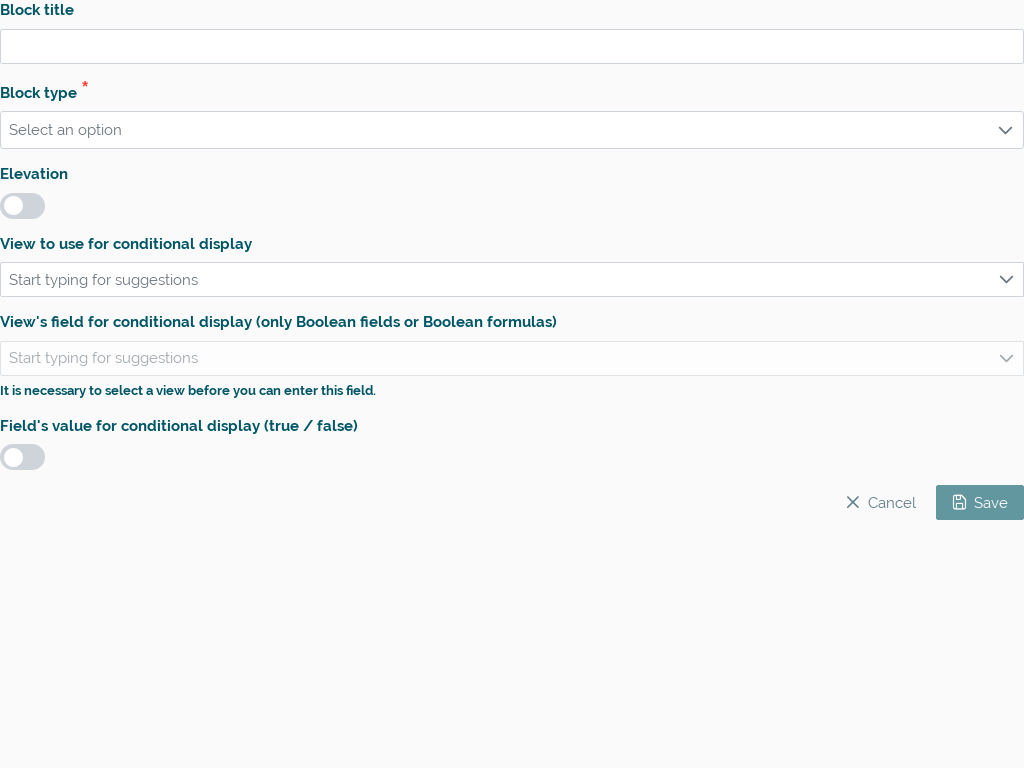 Block title
Block type *
Select an option
Elevation
View to use for conditional display
Start typing for suggestions
View's field for conditional display (only Boolean fields or Boolean formulas)
Start typing for suggestions
It is necessary to select a view before you can enter this field.
Field's value for conditional display (true / false)
Cancel Save